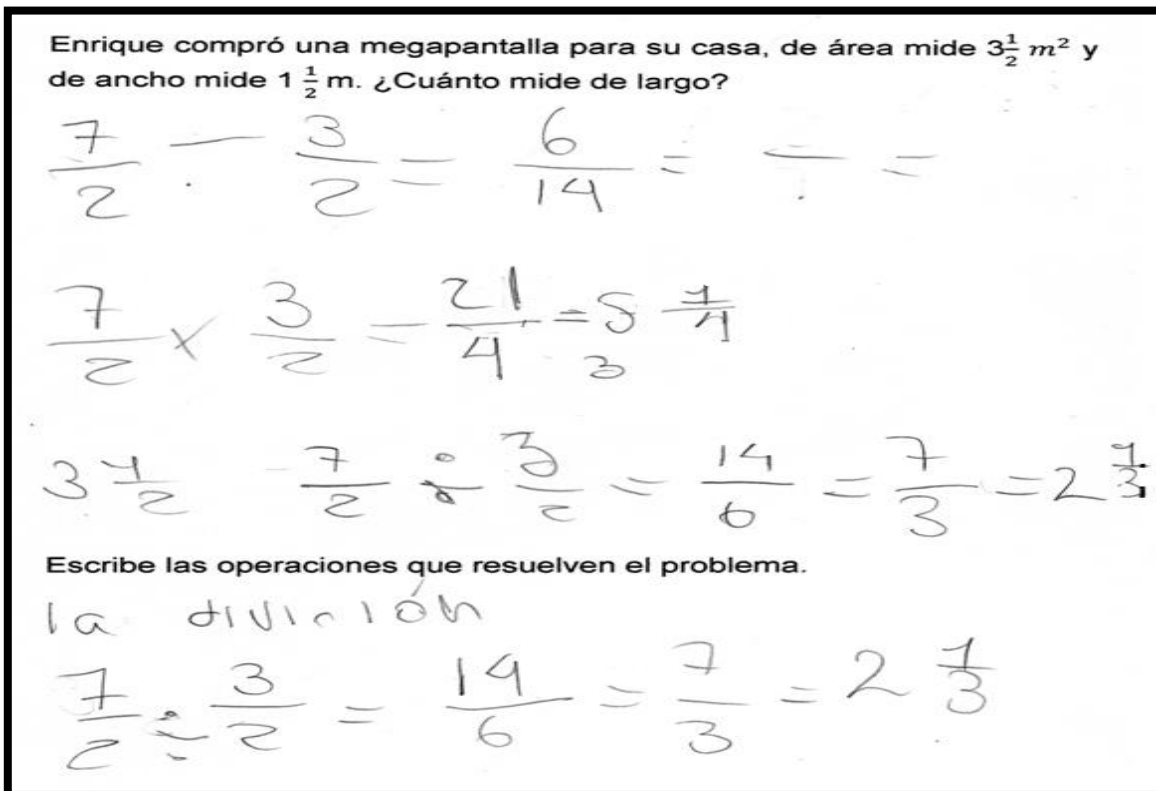 Enrique compró una megapantalla para su casa, de área mide 3 1/2 m² y
de ancho mide 1 1/2 m. ¿Cuánto mide de largo?
7/2 - 3/2 = 6/14 = — =
7/2 x 3/2 = 21/4 = 5 1/4
3
3 1/2 7/2 ÷ 3/2 = 14/6 = 7/3 = 2 1/3
Escribe las operaciones que resuelven el problema.
la división
7/2 ÷ 3/2 = 14/6 = 7/3 = 2 1/3